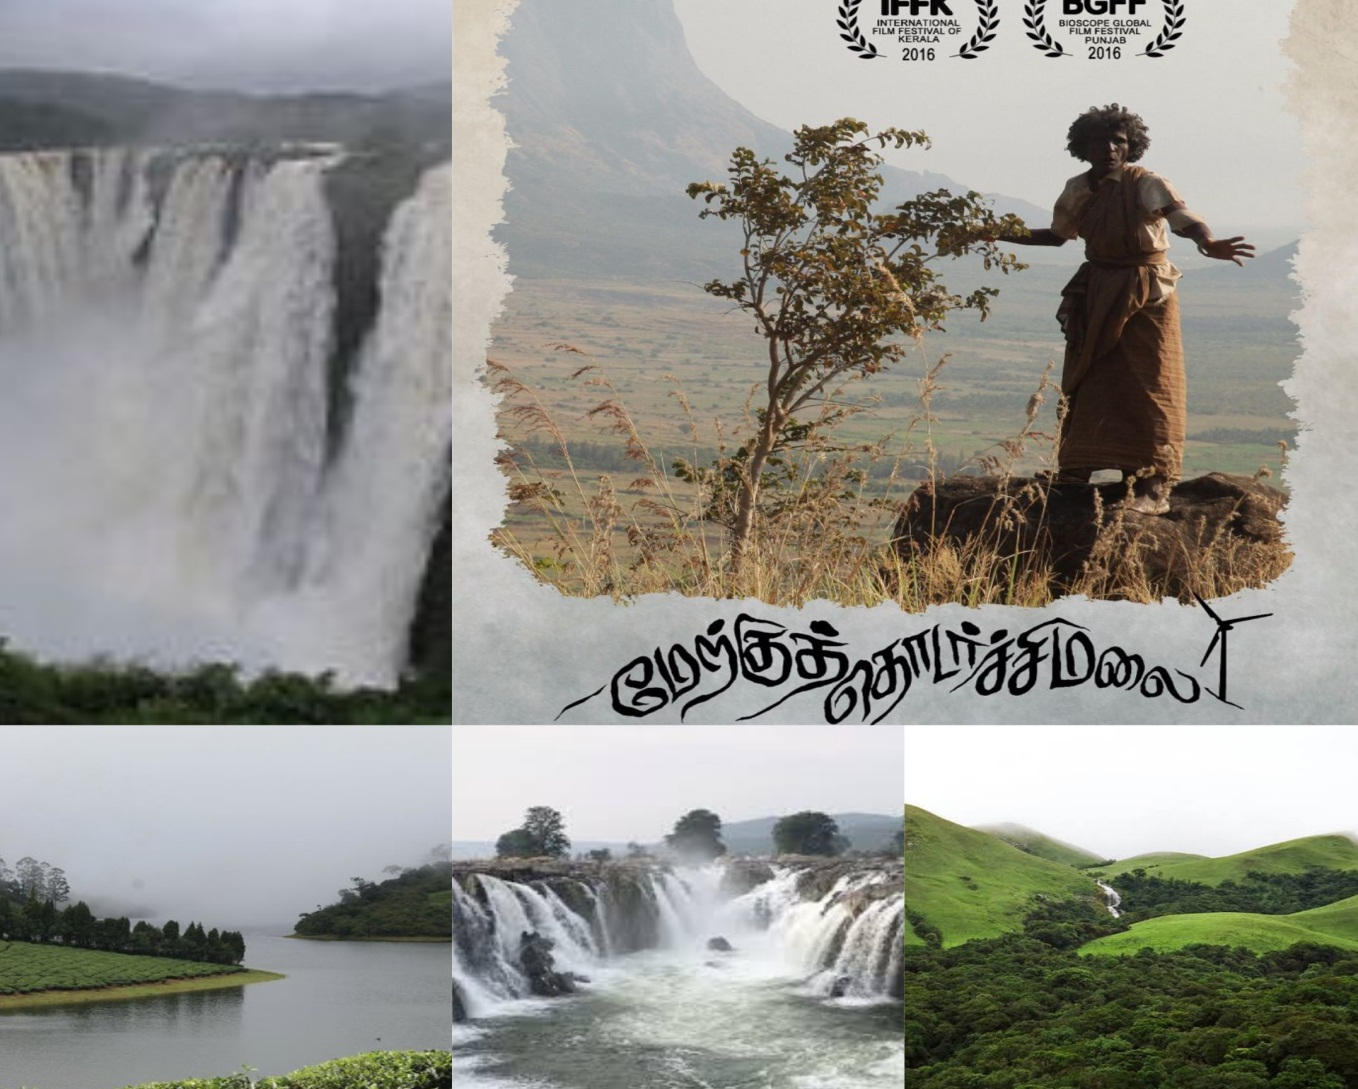 IFFK
INTERNATIONAL
FILM FESTIVAL OF
KERALA
2016
BGFF
BIOSCOPE GLOBAL
FILM FESTIVAL
PUNJAB
2016
மேற்குத்தொடர்ச்சிமலை